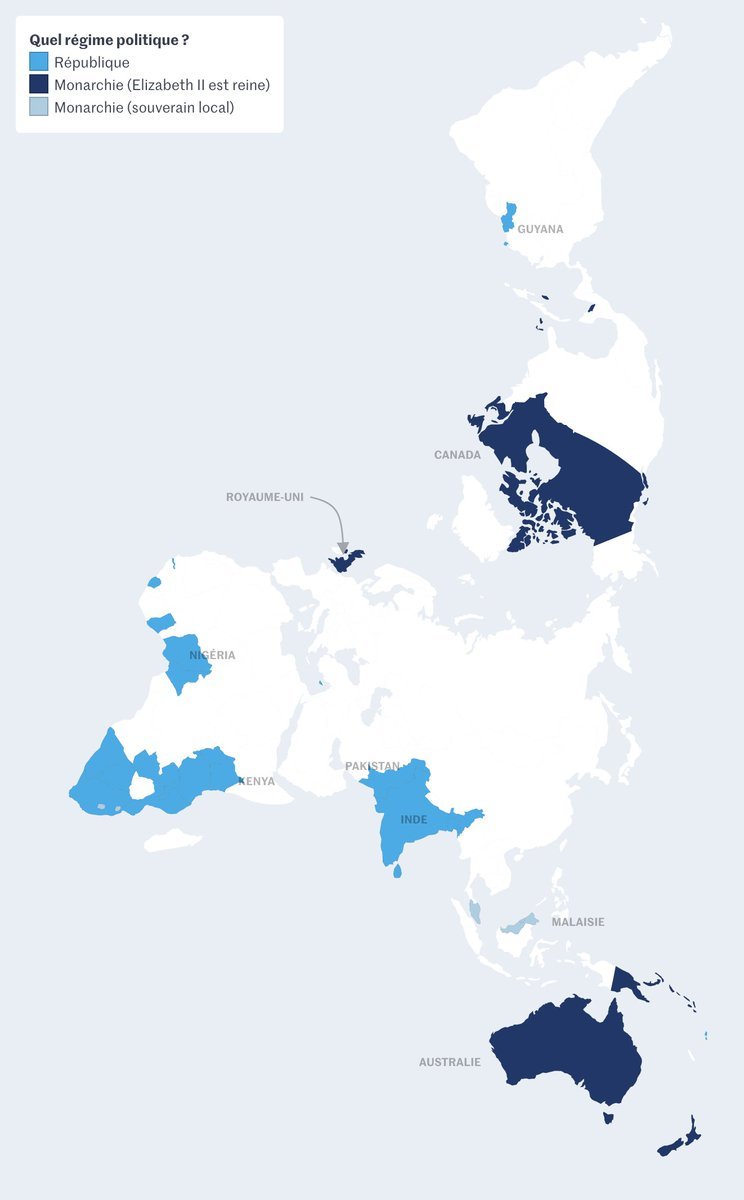 Quel régime politique ?
République
Monarchie (Elizabeth II est reine)
Monarchie (souverain local)
GUYANA
CANADA
ROYAUME-UNI
NIGÉRIA
PAKISTAN
KENYA
INDE
MALAISIE
AUSTRALIE